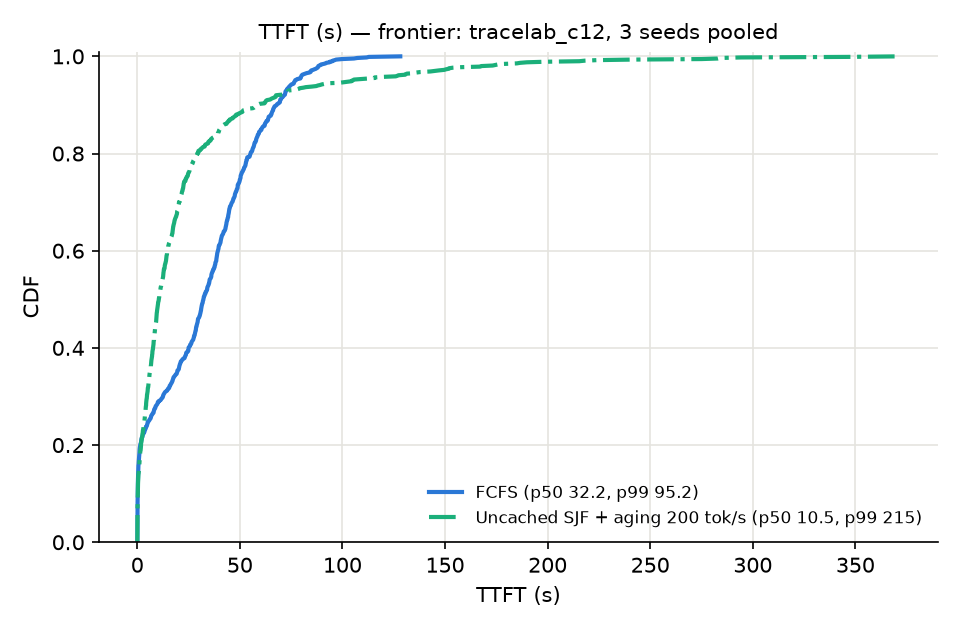 TTFT (s) — frontier: tracelab_c12, 3 seeds pooled
1.0
0.8
0.6
0.4
0.2
0.0
CDF
FCFS (p50 32.2, p99 95.2)
Uncached SJF + aging 200 tok/s (p50 10.5, p99 215)
0 50 100 150 200 250 300 350
TTFT (s)